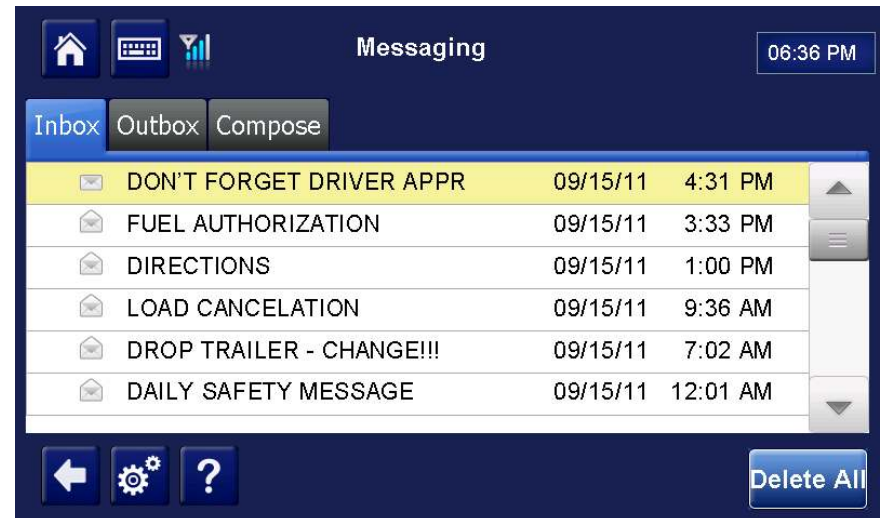 Messaging
06:36 PM
Inbox Outbox Compose
DON'T FORGET DRIVER APPR 09/15/11 4:31 PM
FUEL AUTHORIZATION 09/15/11 3:33 PM
DIRECTIONS 09/15/11 1:00 PM
LOAD CANCELATION 09/15/11 9:36 AM
DROP TRAILER - CHANGE!!! 09/15/11 7:02 AM
DAILY SAFETY MESSAGE 09/15/11 12:01 AM
?
Delete All